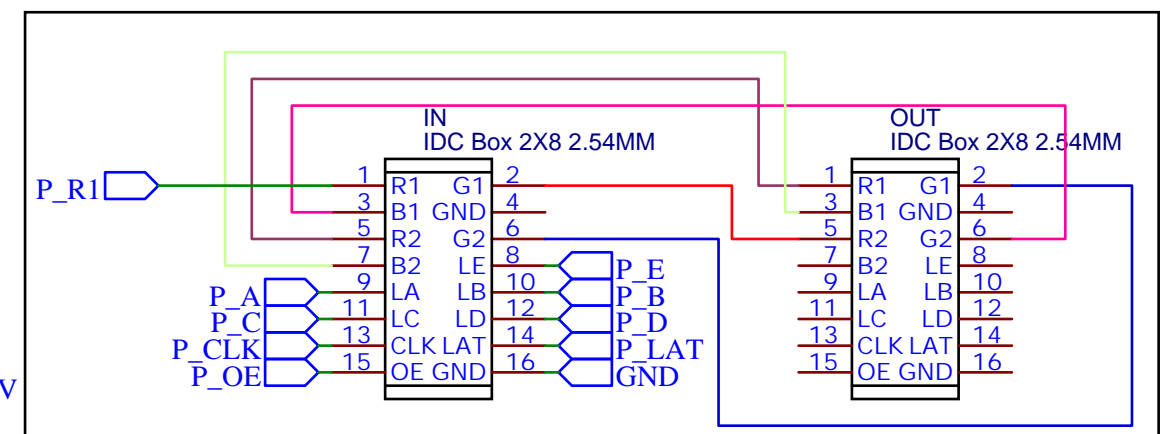 IN
IDC Box 2X8 2.54MM
OUT
IDC Box 2X8 2.54MM
P_R1
1 R1 G1 2
3 B1 GND 4
5 R2 G2 6
7 B2 LE 8
9 LA LB 10
11 LC LD 12
13 CLK LAT 14
15 OE GND 16
P_A
P_C
P_CLK
P_OE
P_E
P_B
P_D
P_LAT
GND
1 R1 G1 2
3 B1 GND 4
5 R2 G2 6
7 B2 LE 8
9 LA LB 10
11 LC LD 12
13 CLK LAT 14
15 OE GND 16
V